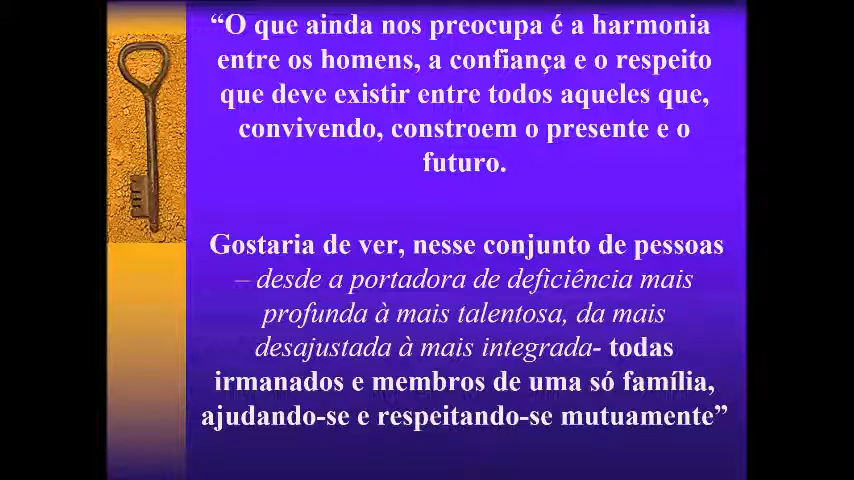 “O que ainda nos preocupa é a harmonia
entre os homens, a confiança e o respeito
que deve existir entre todos aqueles que,
convivendo, constroem o presente e o
futuro.
Gostaria de ver, nesse conjunto de pessoas
– desde a portadora de deficiência mais
profunda à mais talentosa, da mais
desajustada à mais integrada- todas
irmanados e membros de uma só família,
ajudando-se e respeitando-se mutuamente”